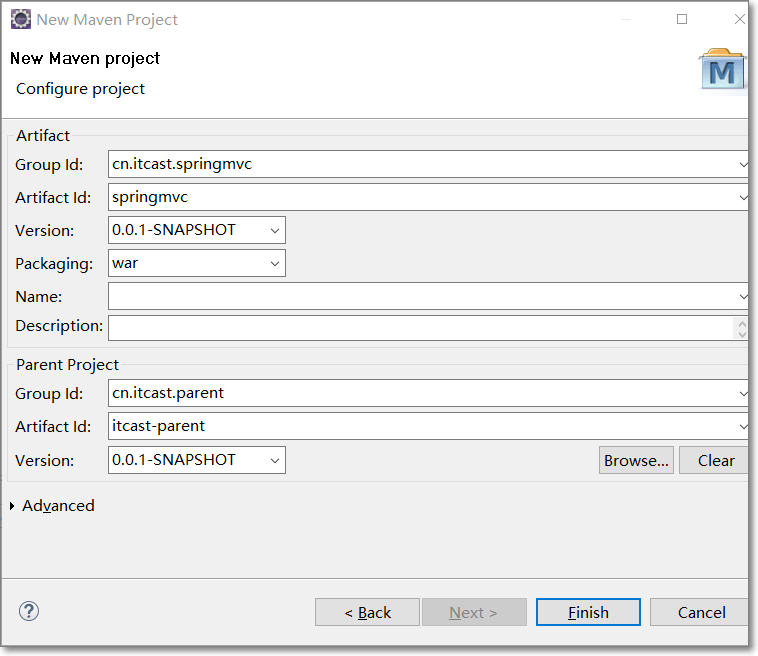 New Maven Project
New Maven project
Configure project
M
Artifact
Group Id: cn.itcast.springmvc
Artifact Id: springmvc
Version: 0.0.1-SNAPSHOT
Packaging: war
Name:
Description:
Parent Project
Group Id: cn.itcast.parent
Artifact Id: itcast-parent
Version: 0.0.1-SNAPSHOT Browse... Clear
Advanced
? < Back Next > Finish Cancel